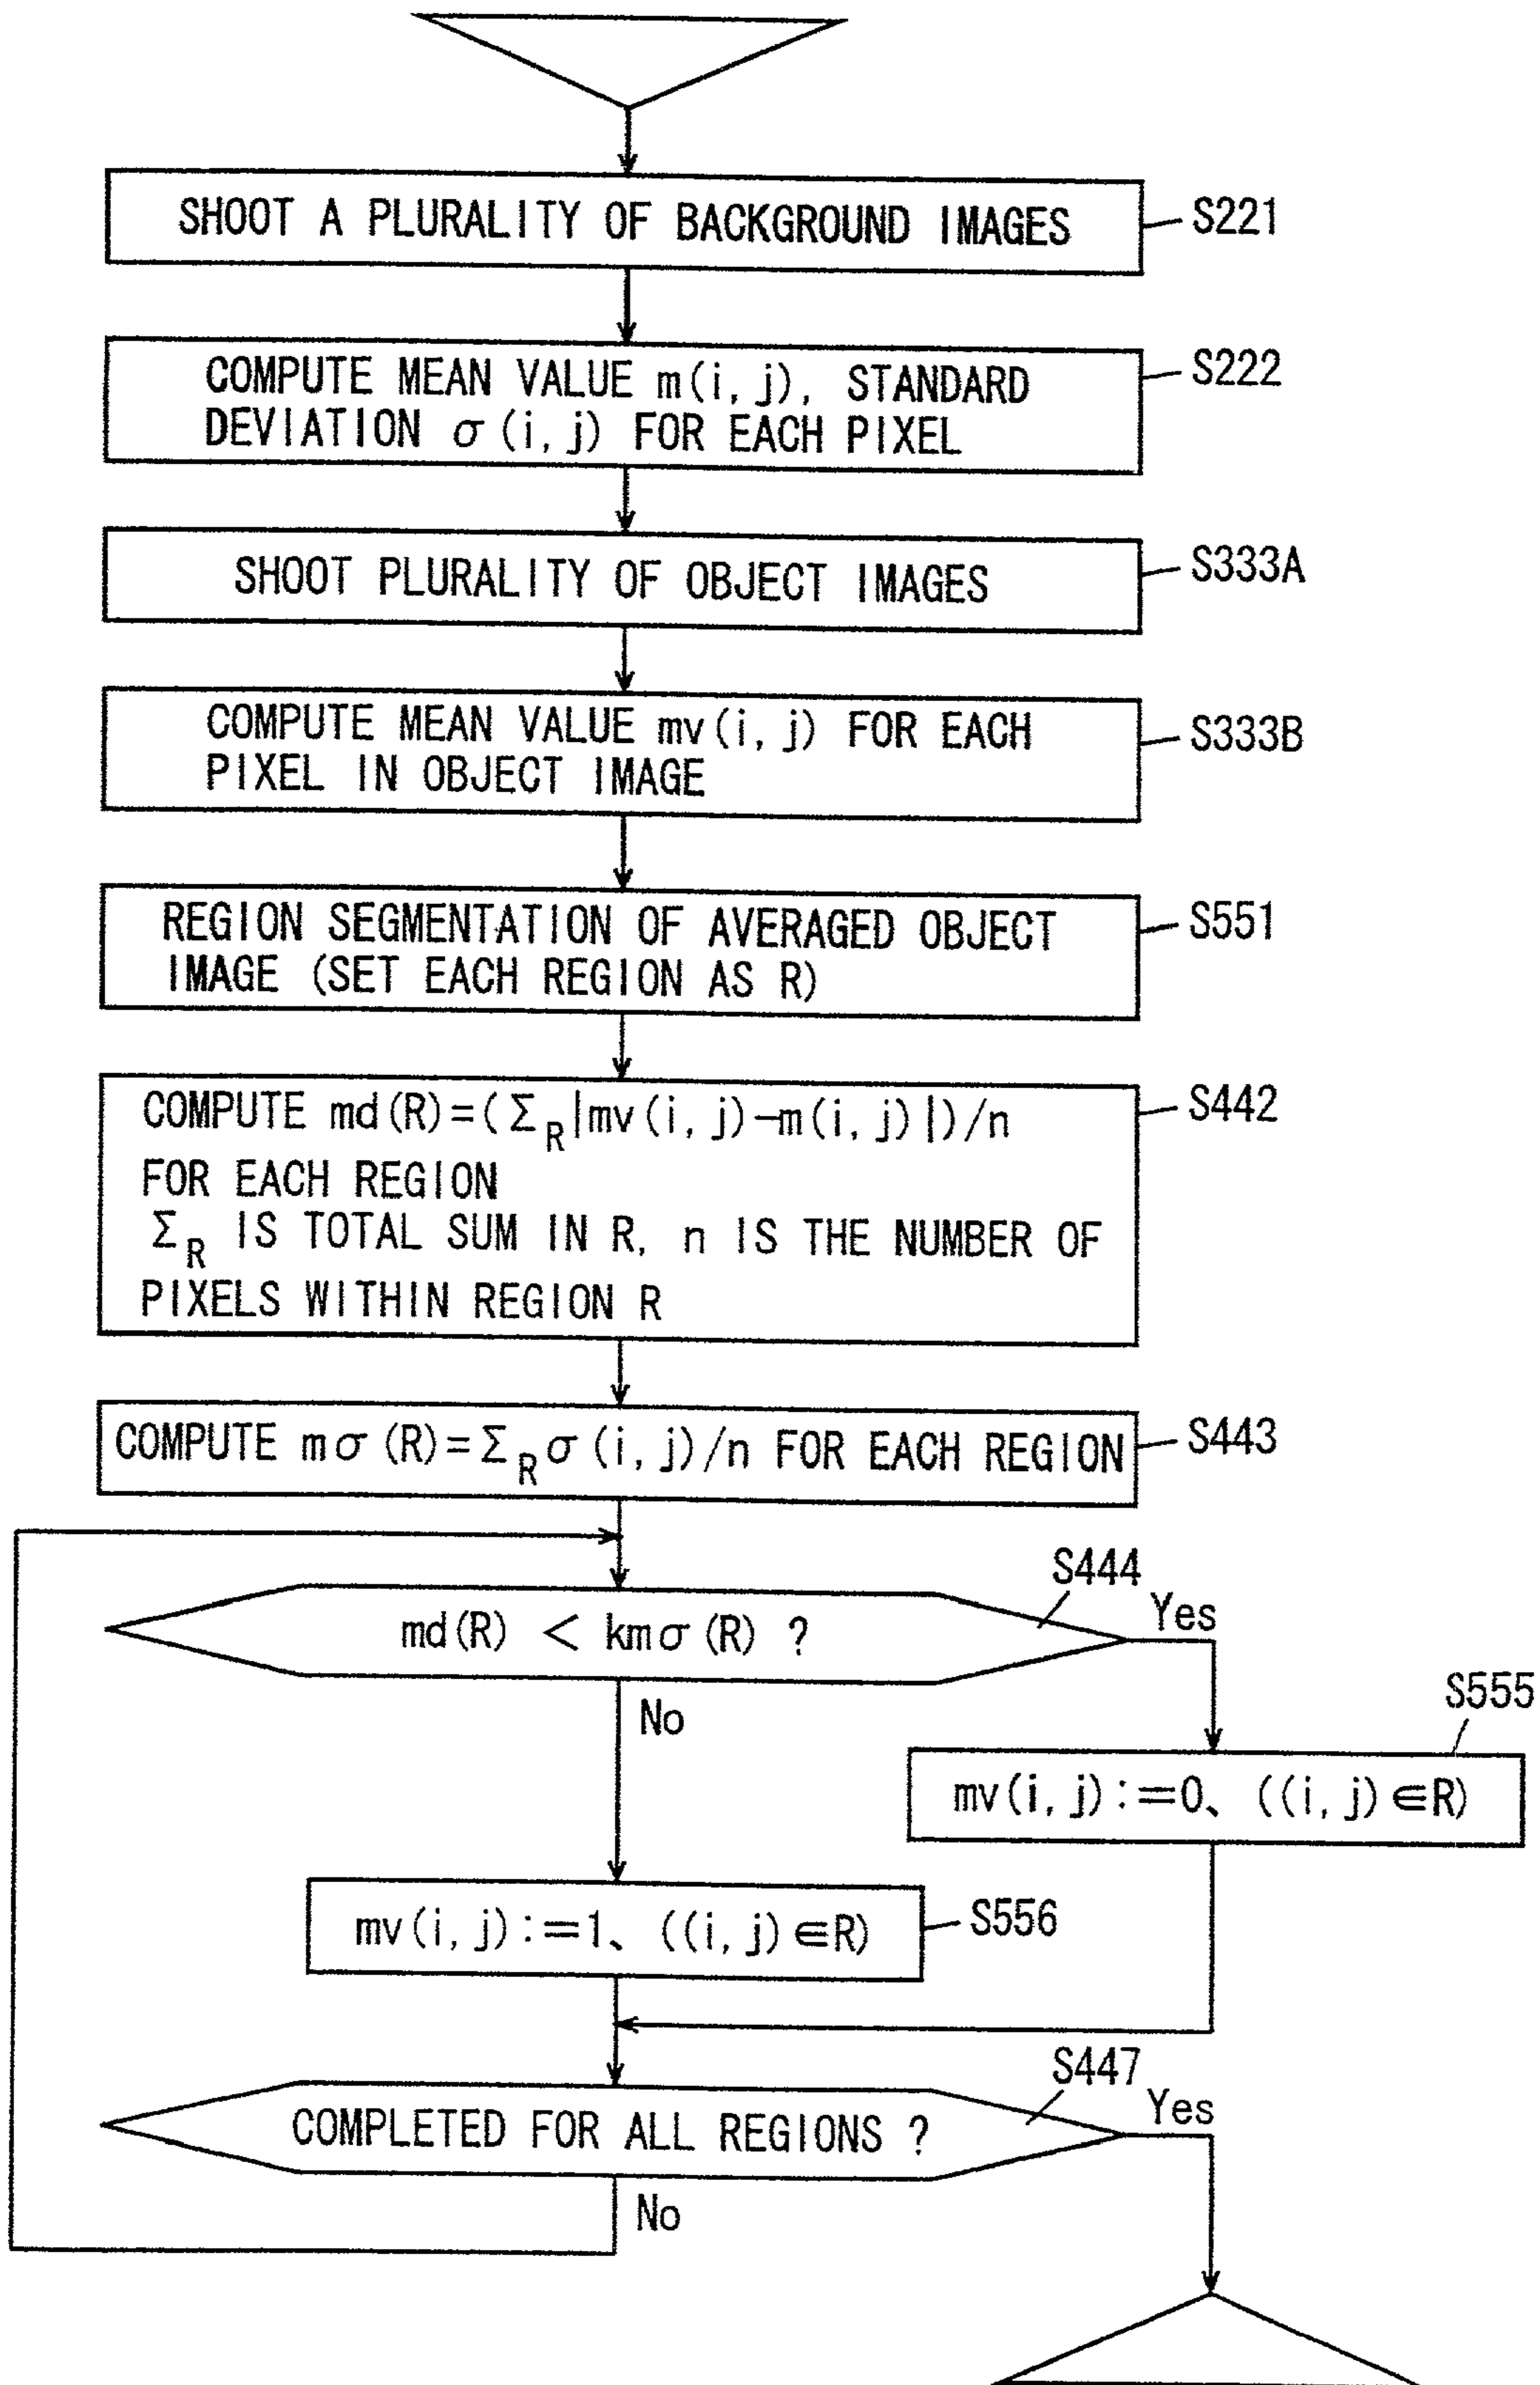 SHOOT A PLURALITY OF BACKGROUND IMAGES
S221
COMPUTE MEAN VALUE m(i, j), STANDARD
DEVIATION σ(i, j) FOR EACH PIXEL
S222
SHOOT PLURALITY OF OBJECT IMAGES
S333A
COMPUTE MEAN VALUE mv(i, j) FOR EACH
PIXEL IN OBJECT IMAGE
S333B
REGION SEGMENTATION OF AVERAGED OBJECT
IMAGE (SET EACH REGION AS R)
S551
COMPUTE md(R)=(Σ_R|mv(i, j)-m(i, j)|)/n
FOR EACH REGION
Σ_R IS TOTAL SUM IN R, n IS THE NUMBER OF
PIXELS WITHIN REGION R
S442
COMPUTE mσ(R)=Σ_Rσ(i, j)/n FOR EACH REGION
S443
S444
md(R) < kmσ(R) ?
Yes
No
S555
mv(i, j):=0、((i, j)∈R)
mv(i, j):=1、((i, j)∈R)
S556
S447
COMPLETED FOR ALL REGIONS ?
Yes
No